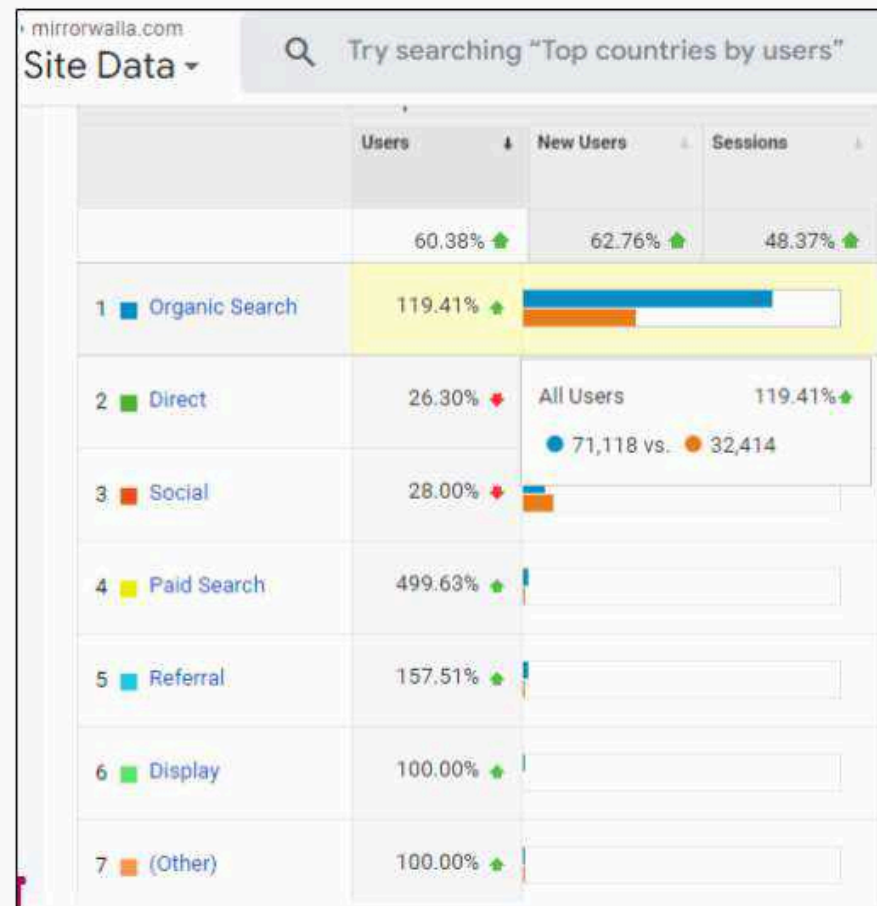 mirrorwalla.com
Site Data
Try searching “Top countries by users”
Users New Users Sessions
60.38% 62.76% 48.37%
1 Organic Search 119.41%
2 Direct 26.30%
All Users 119.41%
71,118 vs. 32,414
3 Social 28.00%
4 Paid Search 499.63%
5 Referral 157.51%
6 Display 100.00%
7 (Other) 100.00%